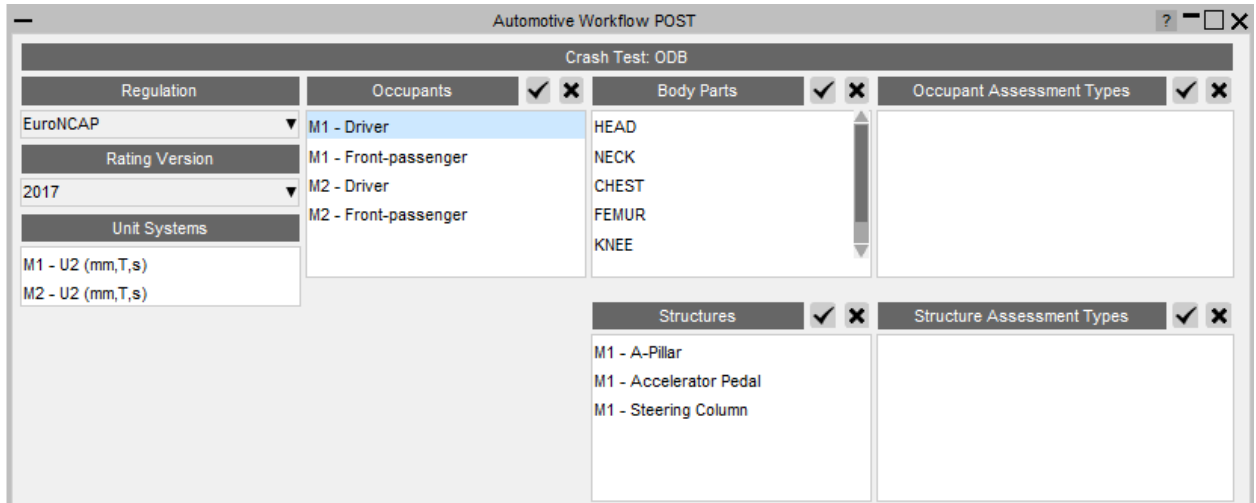 Automotive Workflow POST
?
Crash Test: ODB
Regulation
EuroNCAP
Rating Version
2017
Unit Systems
M1 - U2 (mm,T,s)
M2 - U2 (mm,T,s)
Occupants
M1 - Driver
M1 - Front-passenger
M2 - Driver
M2 - Front-passenger
Body Parts
HEAD
NECK
CHEST
FEMUR
KNEE
Occupant Assessment Types
Structures
M1 - A-Pillar
M1 - Accelerator Pedal
M1 - Steering Column
Structure Assessment Types